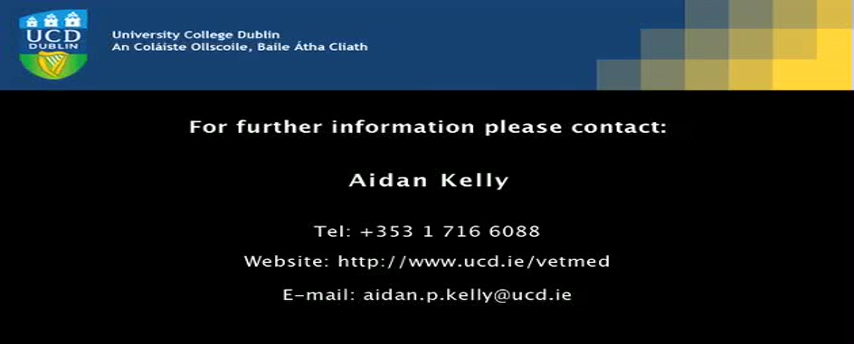 UCD
DUBLIN
University College Dublin
An Coláiste Ollscoile, Baile Átha Cliath
For further information please contact:
Aidan Kelly
Tel: +353 1 716 6088
Website: http://www.ucd.ie/vetmed
E-mail: aidan.p.kelly@ucd.ie